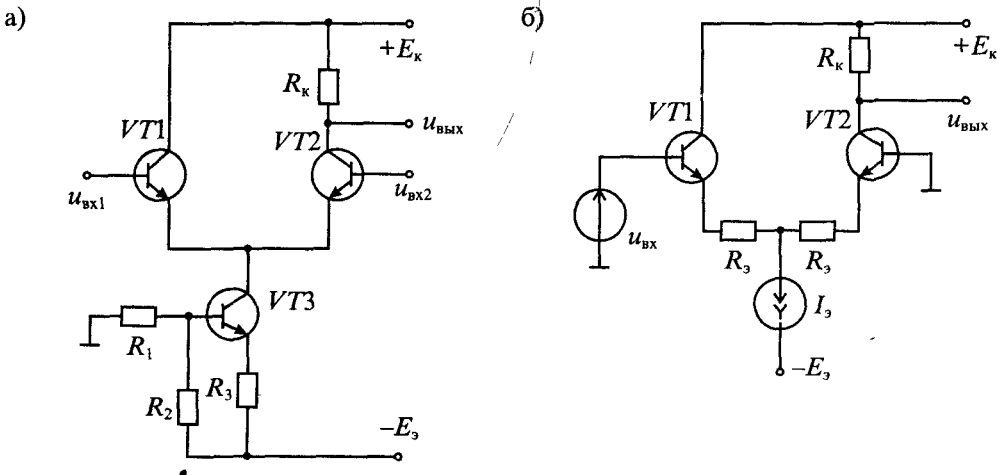 а)
+Eк
Rк
uвых
VT1
VT2
uвх1
uвх2
VT3
R1
R2
R3
–Eэ
б)
+Eк
Rк
uвых
VT1
VT2
uвх
Rэ
Rэ
Iэ
–Eэ